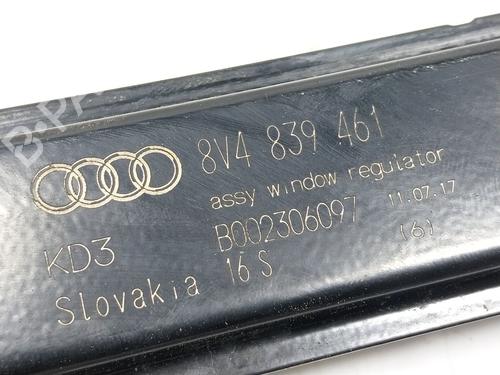 8V4 839 461
assy window regulator
B002306097 11.07.17
KD3 (6)
Slovakia 16 S